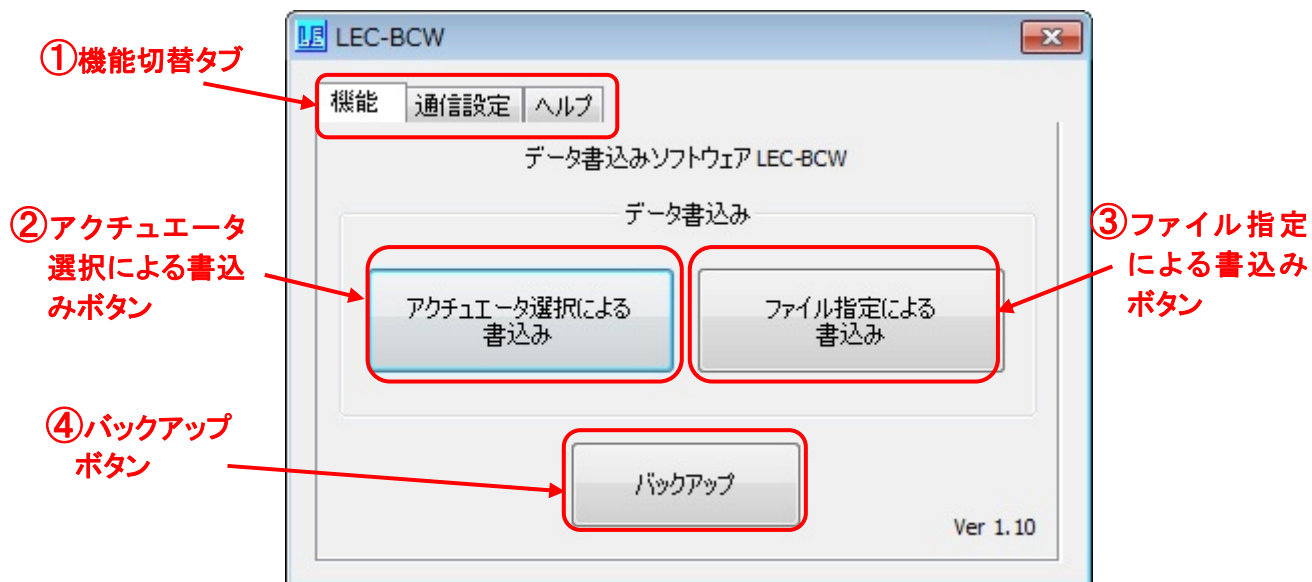 LEC-BCW
①機能切替タブ
機能 通信設定 ヘルプ
データ書込みソフトウェア LEC-BCW
データ書込み
②アクチュエータ
選択による書込
みボタン
アクチュエータ選択による
書込み
ファイル指定による
書込み
③ファイル指定
による書込み
ボタン
④バックアップ
ボタン
バックアップ
Ver 1.10